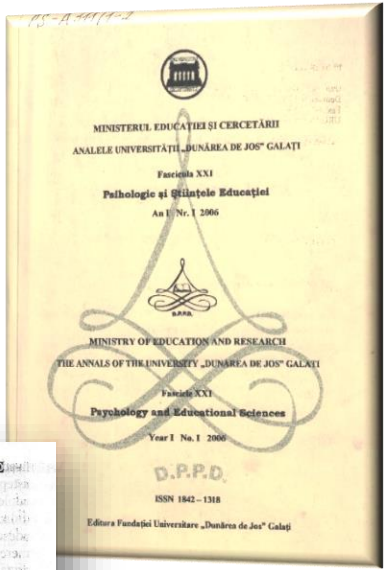 MINISTERUL EDUCAŢIEI ŞI CERCETĂRII
ANALELE UNIVERSITĂŢII „DUNĂREA DE JOS” GALAŢI
Fascicula XXI
Psihologie şi Ştiinţele Educaţiei
An I Nr. I 2006
D.P.P.D.
MINISTRY OF EDUCATION AND RESEARCH
THE ANNALS OF THE UNIVERSITY „DUNAREA DE JOS” GALATI
Fascicle XXI
Psychology and Educational Sciences
Year I No. I 2006
D.P.P.D.
ISSN 1842 – 1318
Editura Fundaţiei Universitare „Dunărea de Jos” Galaţi